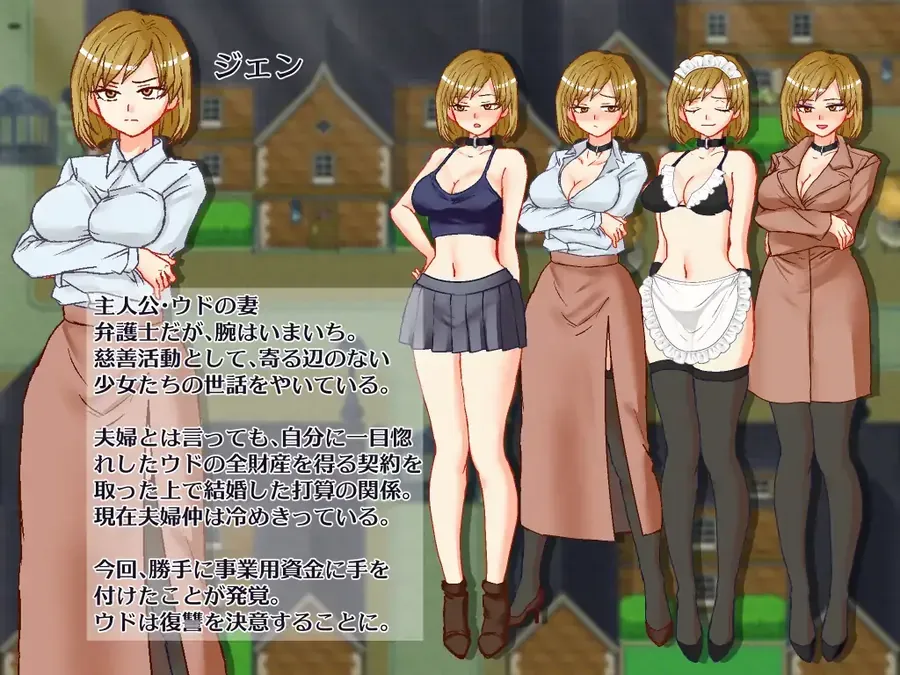 ジェン
主人公・ウドの妻
弁護士だが、腕はいまいち。
慈善活動として、寄る辺のない
少女たちの世話をやいている。
夫婦とは言っても、自分に一目惚
れしたウドの全財産を得る契約を
取った上で結婚した打算の関係。
現在夫婦仲は冷めきっている。
今回、勝手に事業用資金に手を
付けたことが発覚。
ウドは復讐を決意することに。